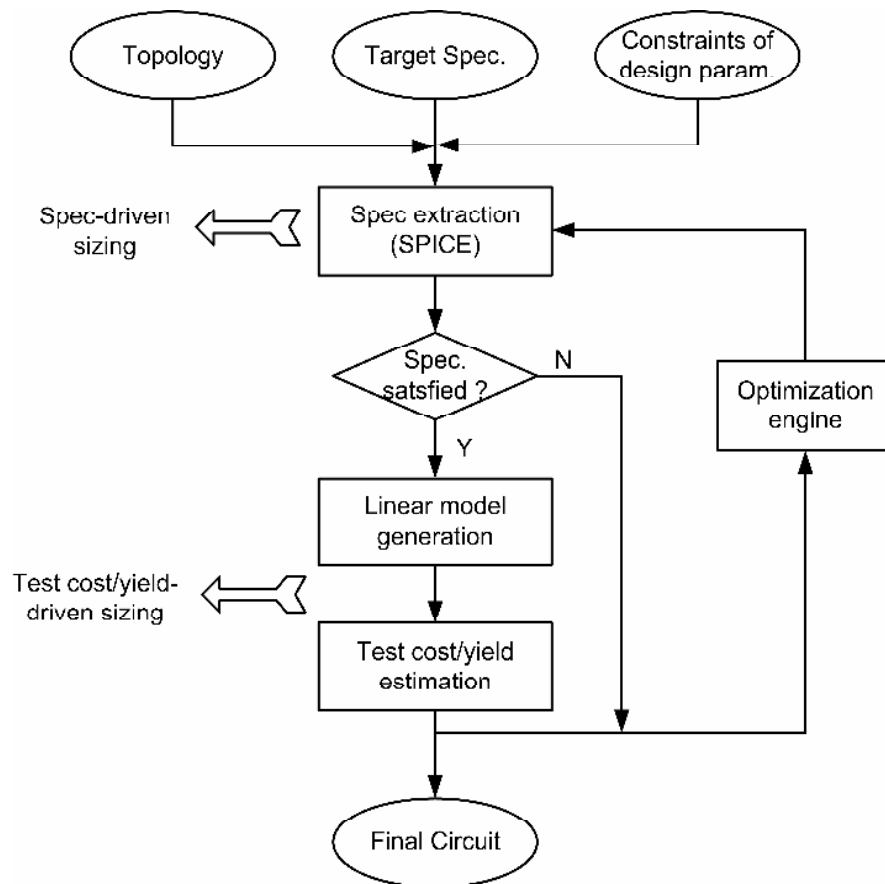 Topology
Target Spec.
Constraints of
design param.
Spec-driven
sizing
Spec extraction
(SPICE)
Spec.
satsfied ?
N
Optimization
engine
Y
Linear model
generation
Test cost/yield-
driven sizing
Test cost/yield
estimation
Final Circuit